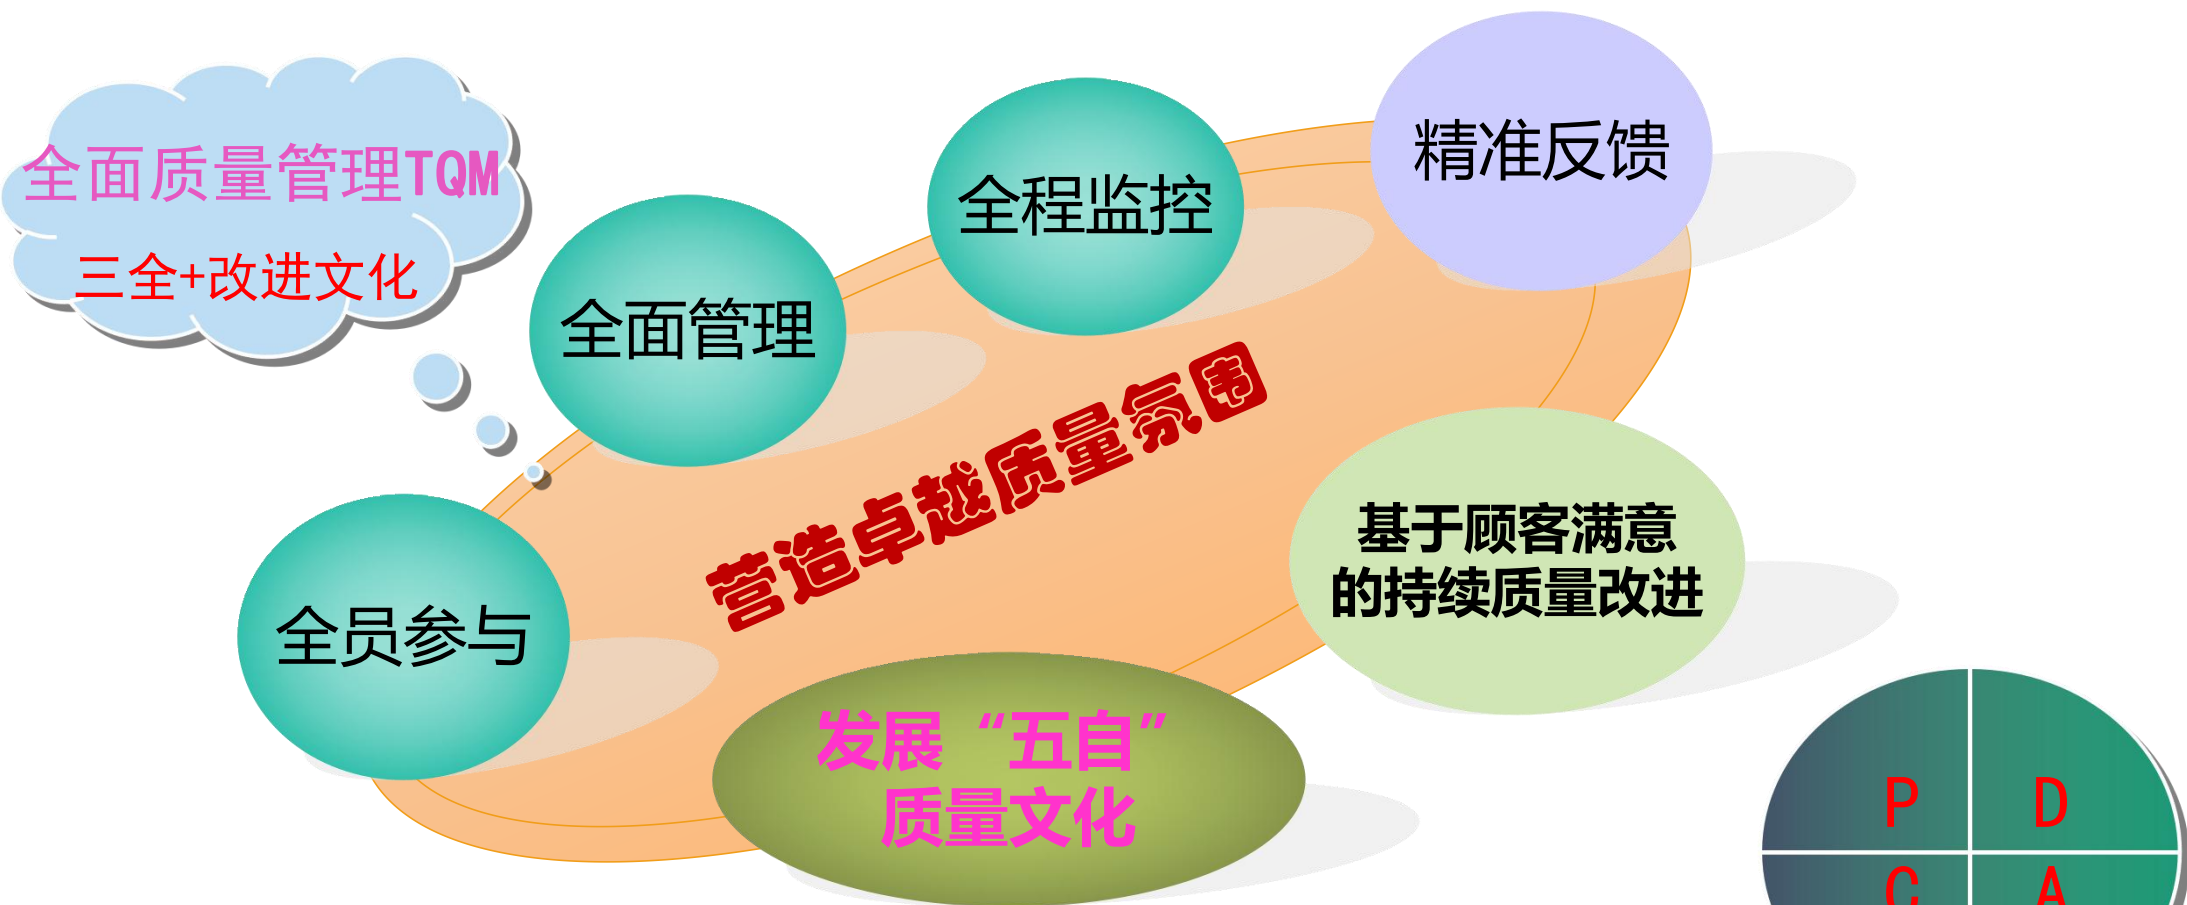 全面质量管理TQM
三全+改进文化
全员参与
全面管理
全程监控
精准反馈
营造卓越质量氛围
基于顾客满意
的持续质量改进
发展“五自”
质量文化
P D
C A